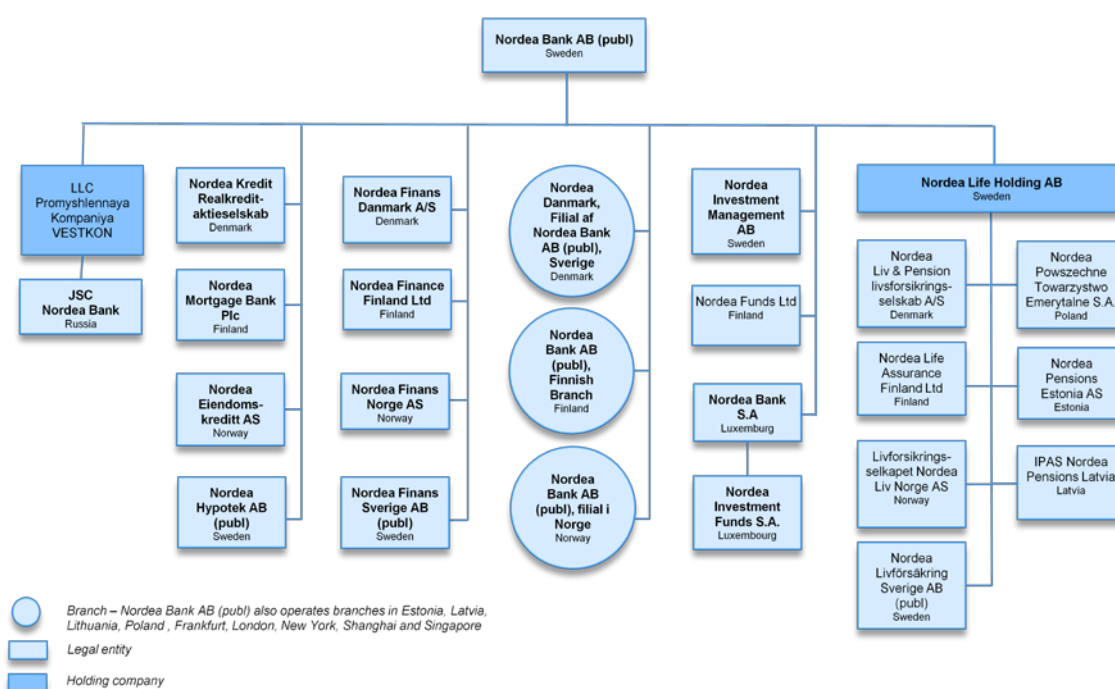 Nordea Bank AB (publ)
Sweden
LLC
Promyshlennaya
Kompaniya
VESTKON
JSC
Nordea Bank
Russia
Nordea Kredit
Realkredit-
aktieselskab
Denmark
Nordea
Mortgage Bank
Plc
Finland
Nordea
Eiendoms-
kreditt AS
Norway
Nordea
Hypotek AB
(publ)
Sweden
Nordea Finans
Danmark A/S
Denmark
Nordea Finance
Finland Ltd
Finland
Nordea Finans
Norge AS
Norway
Nordea Finans
Sverige AB
(publ)
Sweden
Nordea
Danmark,
Filial af
Nordea Bank
AB (publ),
Sverige
Denmark
Nordea
Bank AB
(publ),
Finnish
Branch
Finland
Nordea
Bank AB
(publ), filial i
Norge
Norway
Nordea
Investment
Management
AB
Sweden
Nordea Funds Ltd
Finland
Nordea Bank
S.A
Luxemburg
Nordea
Investment
Funds S.A.
Luxembourg
Nordea Life Holding AB
Sweden
Nordea
Liv & Pension
livsforsikrings-
selskab A/S
Denmark
Nordea Life
Assurance
Finland Ltd
Finland
Livforsikrings-
selkapet Nordea
Liv Norge AS
Norway
Nordea
Livförsäkring
Sverige AB
(publ)
Sweden
Nordea
Powszechne
Towarzystwo
Emerytalne S.A.
Poland
Nordea
Pensions
Estonia AS
Estonia
IPAS Nordea
Pensions Latvia
Latvia
Branch – Nordea Bank AB (publ) also operates branches in Estonia, Latvia,
Lithuania, Poland , Frankfurt, London, New York, Shanghai and Singapore
Legal entity
Holding company